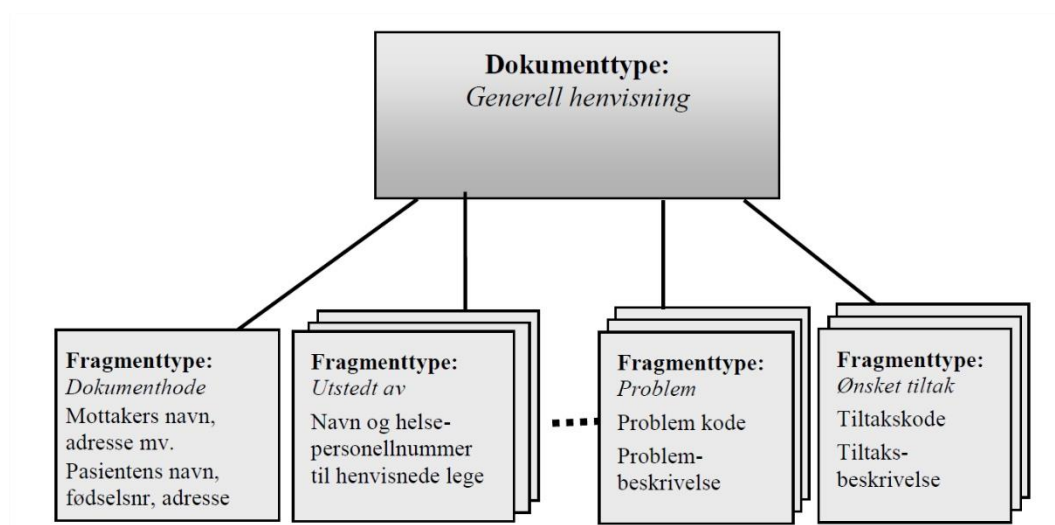 Dokumenttype:
Generell henvisning
Fragmenttype:
Dokumenthode
Mottakers navn,
adresse mv.
Pasientens navn,
fødselsnr, adresse
Fragmenttype:
Utstedt av
Navn og helse-
personellnummer
til henvisnede lege
Fragmenttype:
Problem
Problem kode
Problem-
beskrivelse
Fragmenttype:
Ønsket tiltak
Tiltakskode
Tiltaks-
beskrivelse